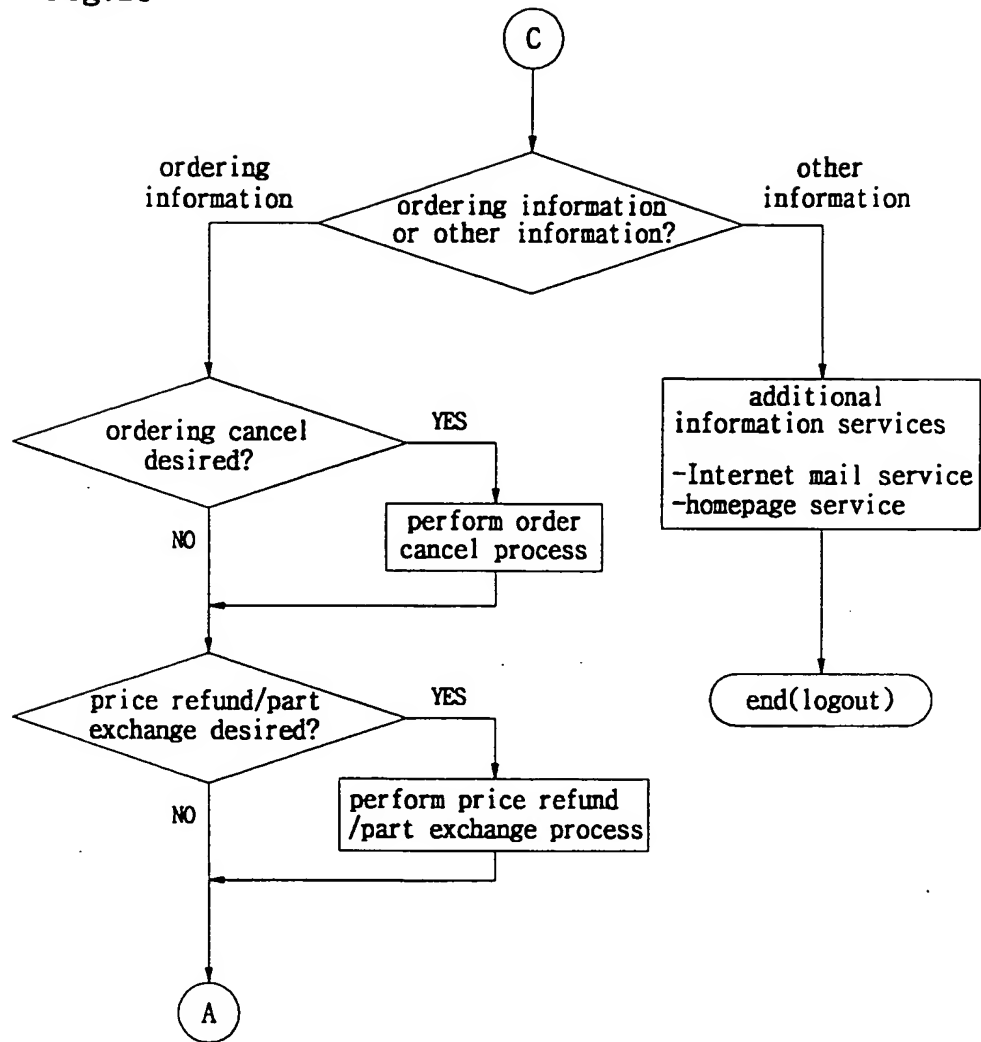 C
ordering
information
other
information
ordering information
or other information?
ordering cancel
desired?
YES
NO
perform order
cancel process
additional
information services
-Internet mail service
-homepage service
price refund/part
exchange desired?
YES
NO
perform price refund
/part exchange process
end(logout)
A